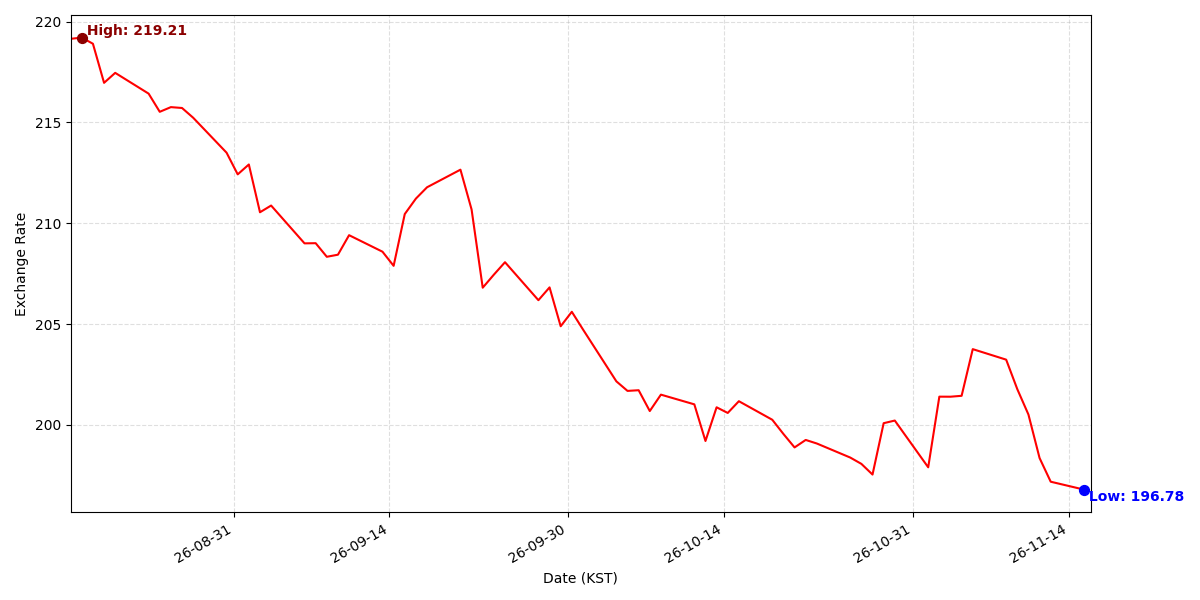 High: 219.21
220
215
210
205
200
Exchange Rate
Low: 196.78
26-08-31
26-09-14
26-09-30
26-10-14
26-10-31
26-11-14
Date (KST)